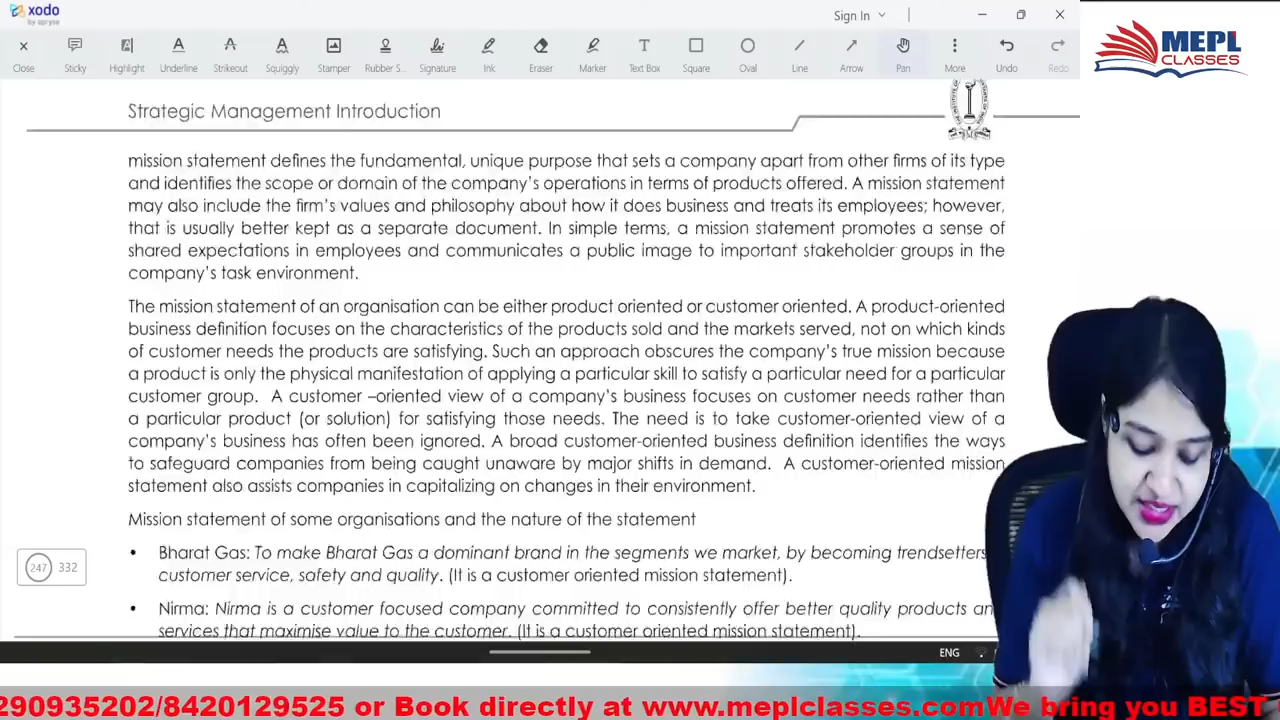 xodo
by apryse
Sign In
Close
Sticky
Highlight
Underline
Strikeout
Squiggly
Stamper
Rubber
Signature
Eraser
Marker
Text Box
Square
Oval
Line
Arrow
Pan
More
Undo
Redo
MEPL
CLASSES
Strategic Management Introduction
mission statement defines the fundamental, unique purpose that sets a company apart from other firms of its type
and identifies the scope or domain of the company's operations in terms of products offered. A mission statement
may also include the firm's values and philosophy about how it does business and treats its employees; however,
that is usually better kept as a separate document. In simple terms, a mission statement promotes a sense of
shared expectations in employees and communicates a public image to important stakeholder groups in the
company's task environment.
The mission statement of an organisation can be either product oriented or customer oriented. A product-oriented
business definition focuses on the characteristics of the products sold and the markets served, not on which kinds
of customer needs the products are satisfying. Such an approach obscures the company's true mission because
a product is only the physical manifestation of applying a particular skill to satisfy a particular need for a particular
customer group. A customer –oriented view of a company's business focuses on customer needs rather than
a particular product (or solution) for satisfying those needs. The need is to take customer-oriented view of a
company's business has often been ignored. A broad customer-oriented business definition identifies the ways
to safeguard companies from being caught unaware by major shifts in demand. A customer-oriented mission
statement also assists companies in capitalizing on changes in their environment.
Mission statement of some organisations and the nature of the statement
• Bharat Gas: To make Bharat Gas a dominant brand in the segments we market, by becoming trendsetters
customer service, safety and quality. (It is a customer oriented mission statement).
• Nirma: Nirma is a customer focused company committed to consistently offer better quality products an
services that maximise value to the customer. (It is a customer oriented mission statement).
247 332
ENG
290935202/8420129525 or Book directly at www.meplclasses.comWe bring you BEST